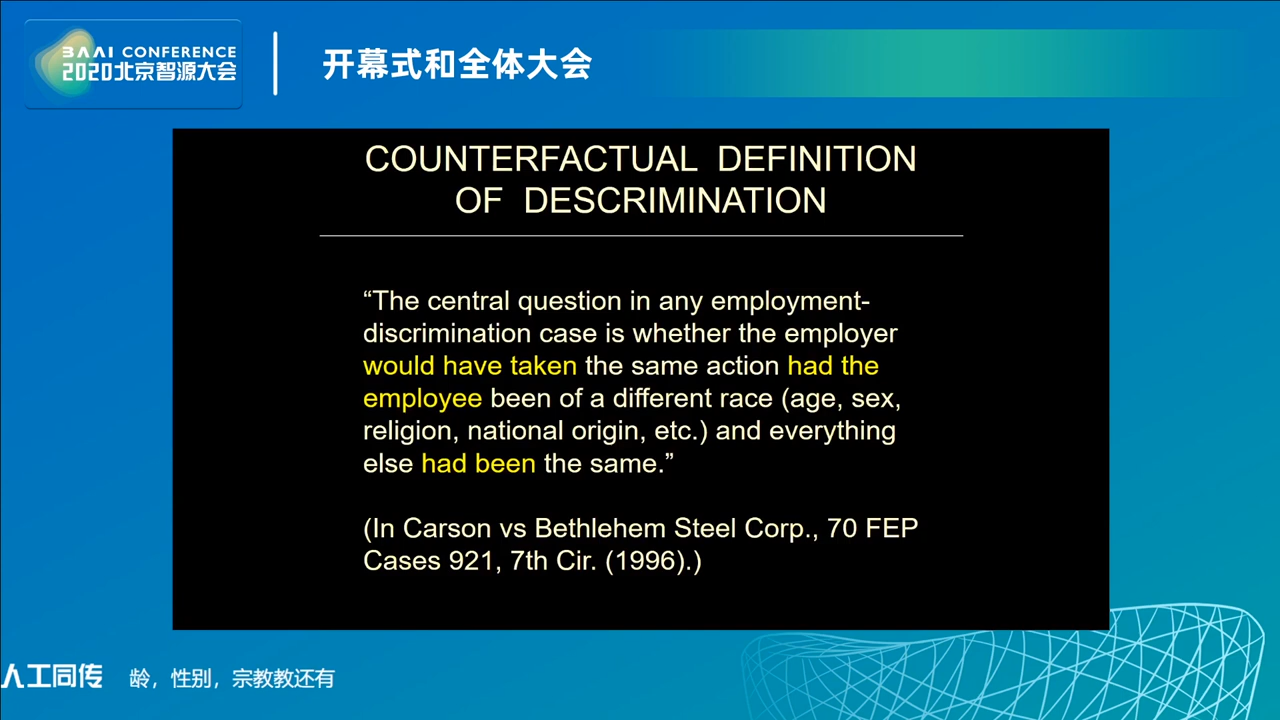 BAAI CONFERENCE
2020北京智源大会
开幕式和全体大会
COUNTERFACTUAL DEFINITION
OF DESCRIMINATION
“The central question in any employment-
discrimination case is whether the employer
would have taken the same action had the
employee been of a different race (age, sex,
religion, national origin, etc.) and everything
else had been the same.”
(In Carson vs Bethlehem Steel Corp., 70 FEP
Cases 921, 7th Cir. (1996).)
人工同传 龄，性别，宗教教还有